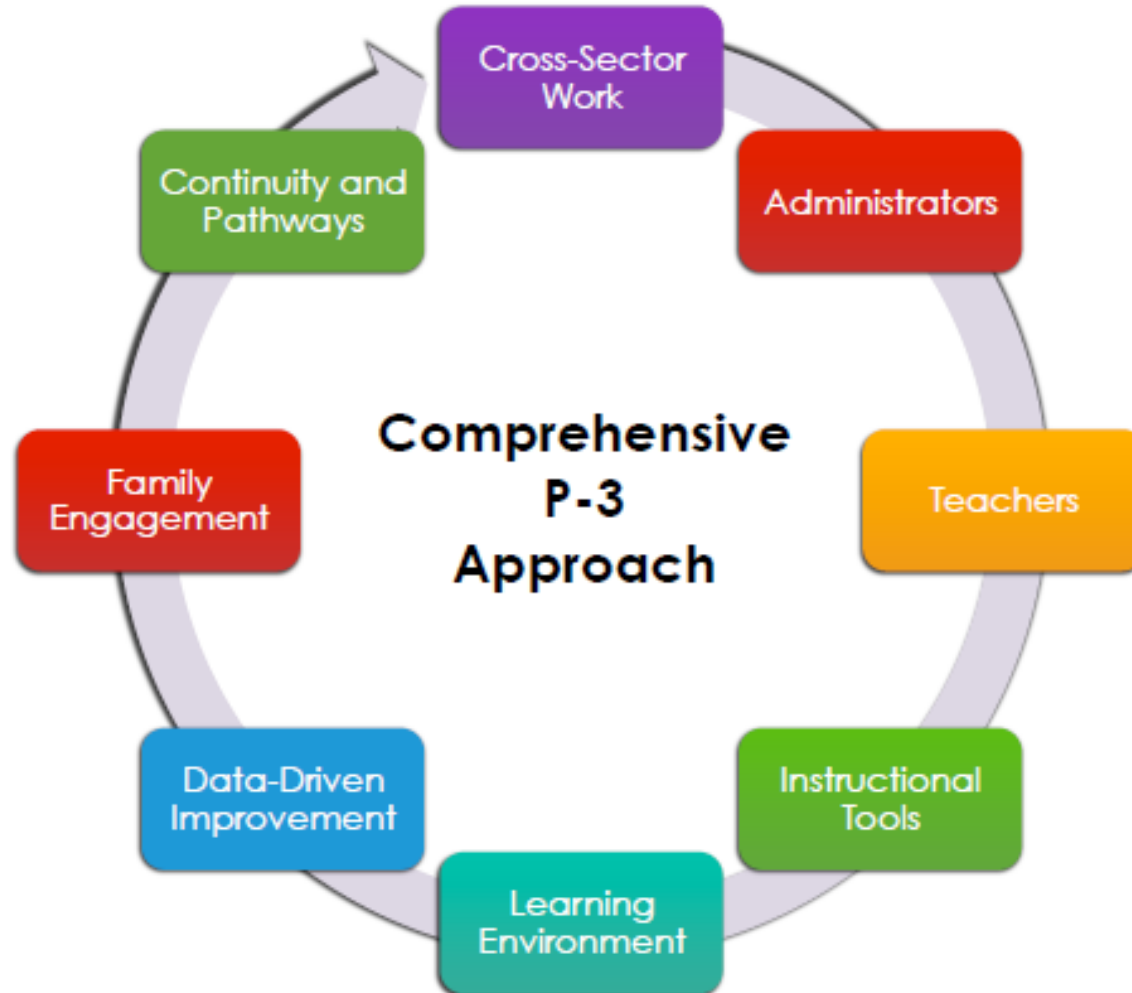 Cross-Sector
Work
Administrators
Teachers
Instructional
Tools
Learning
Environment
Data-Driven
Improvement
Family
Engagement
Continuity and
Pathways
Comprehensive
P-3
Approach